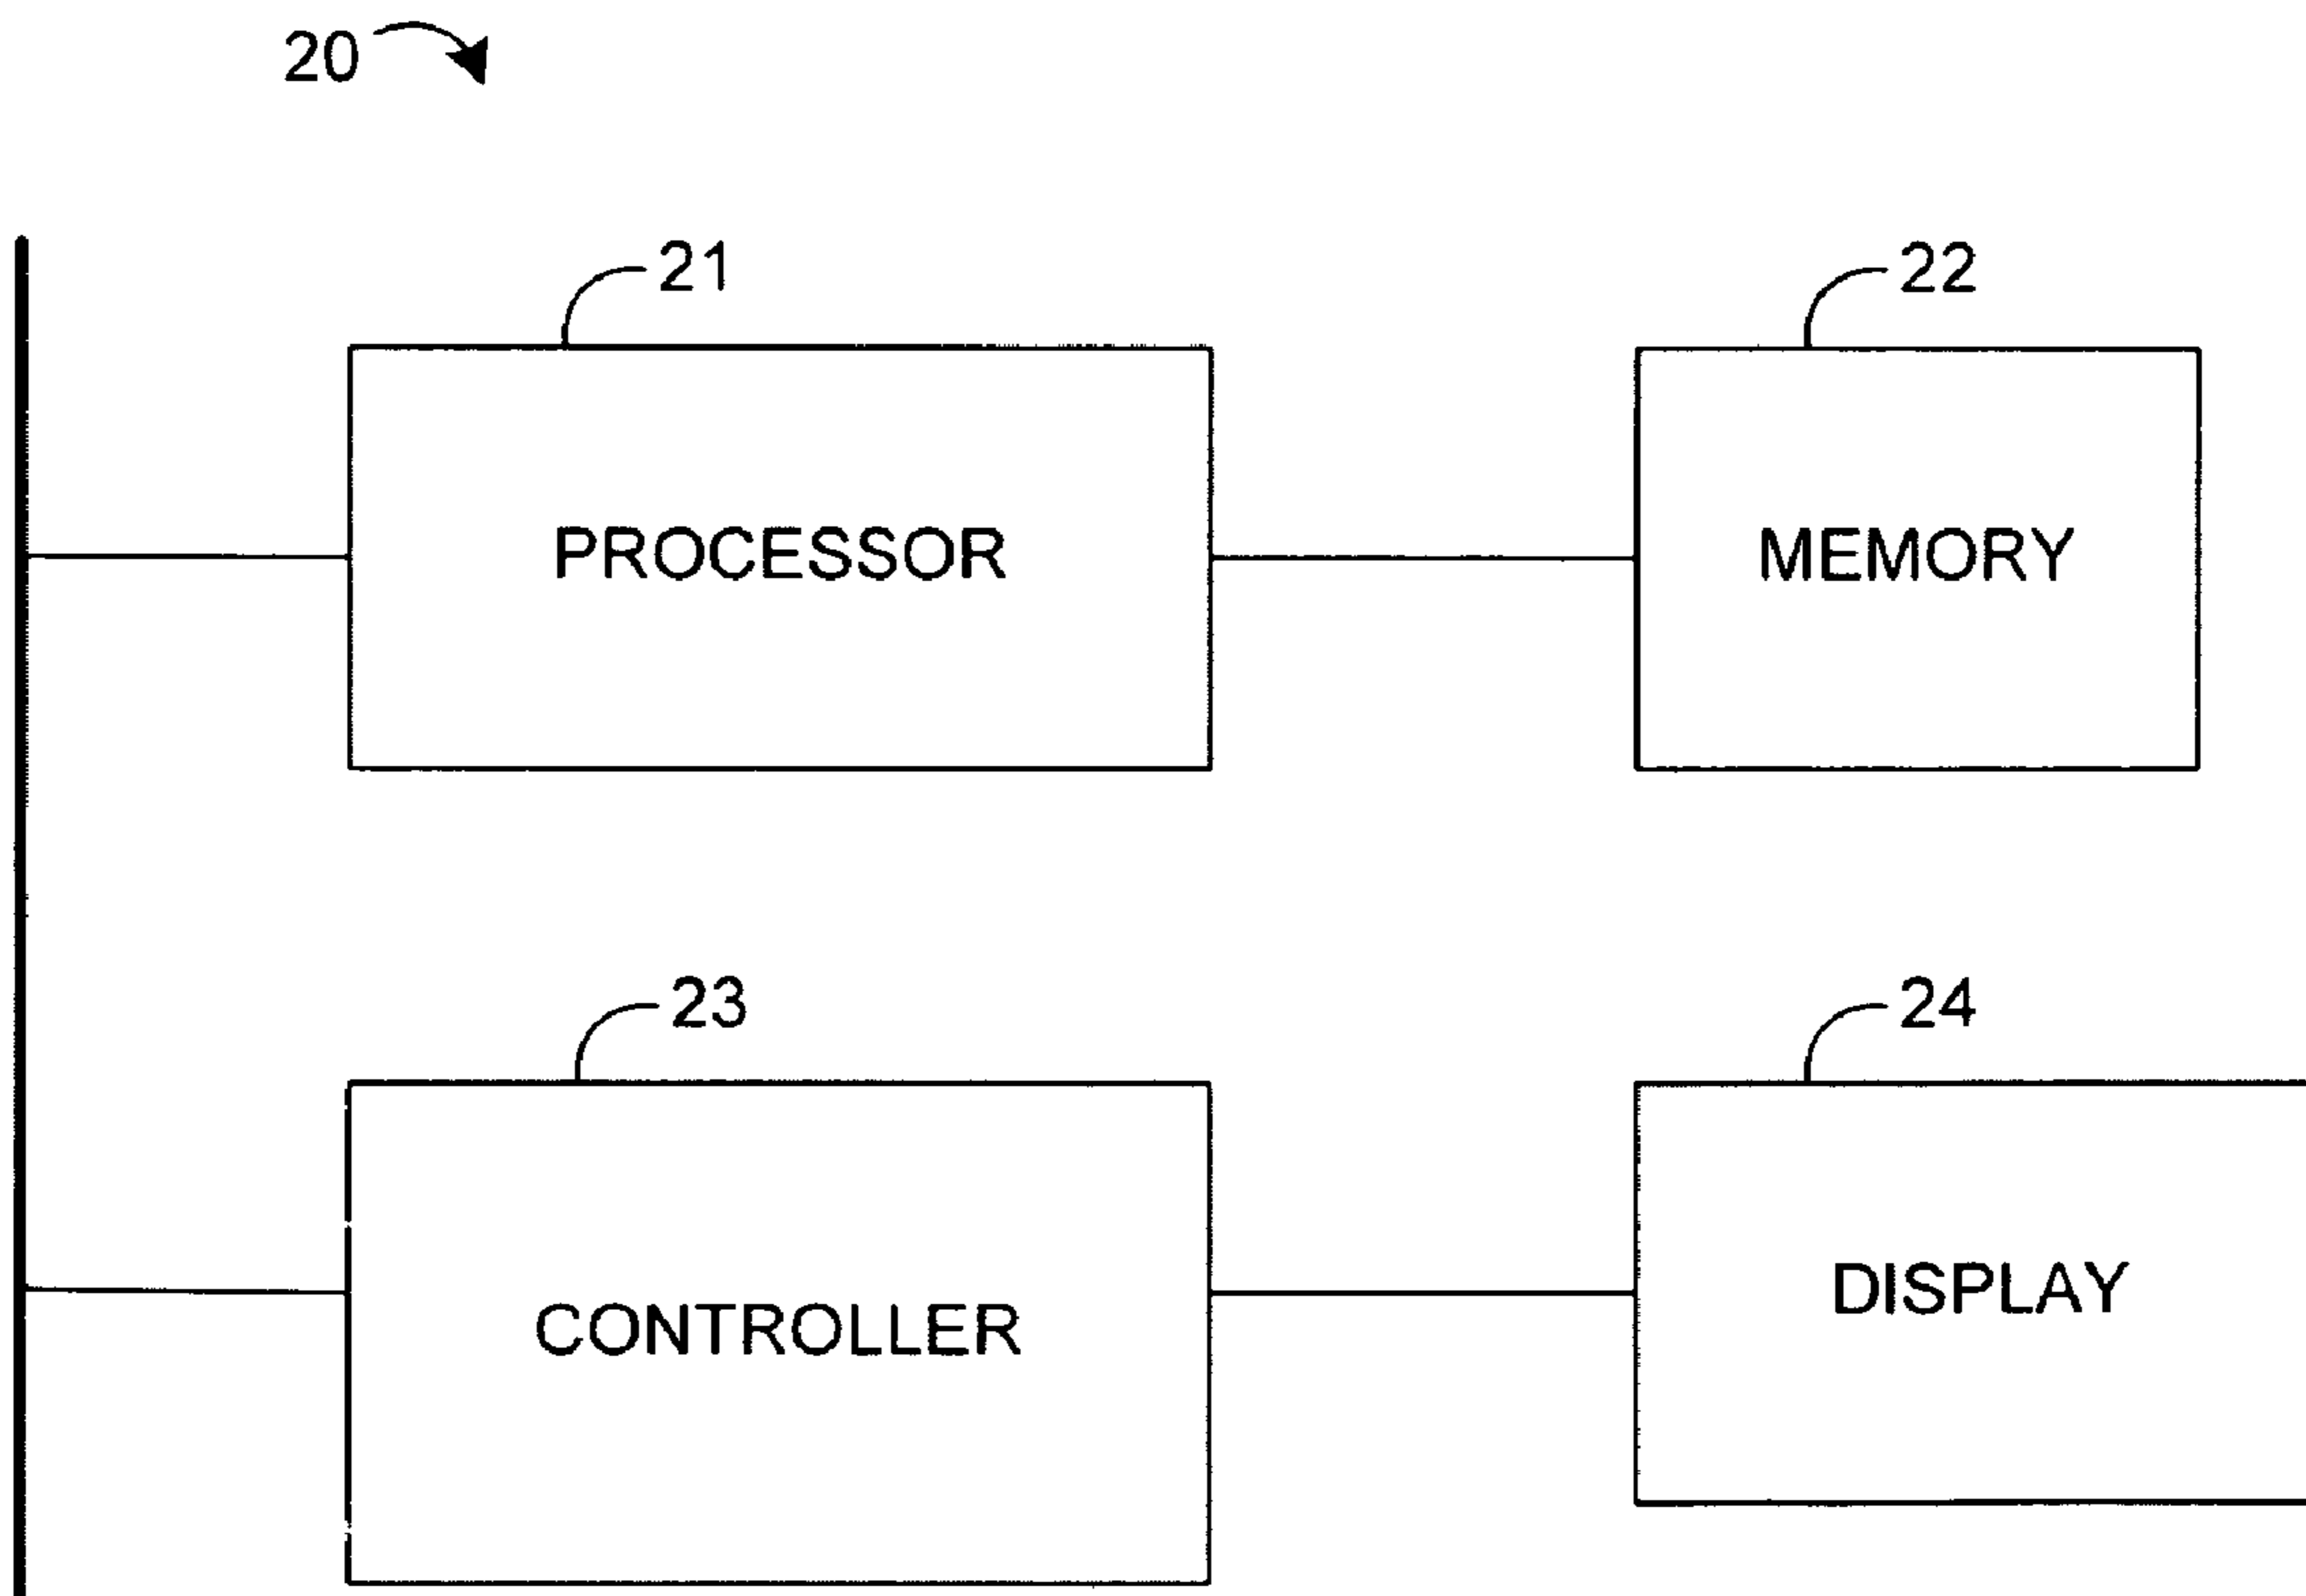 20
21
22
PROCESSOR
MEMORY
23
24
CONTROLLER
DISPLAY